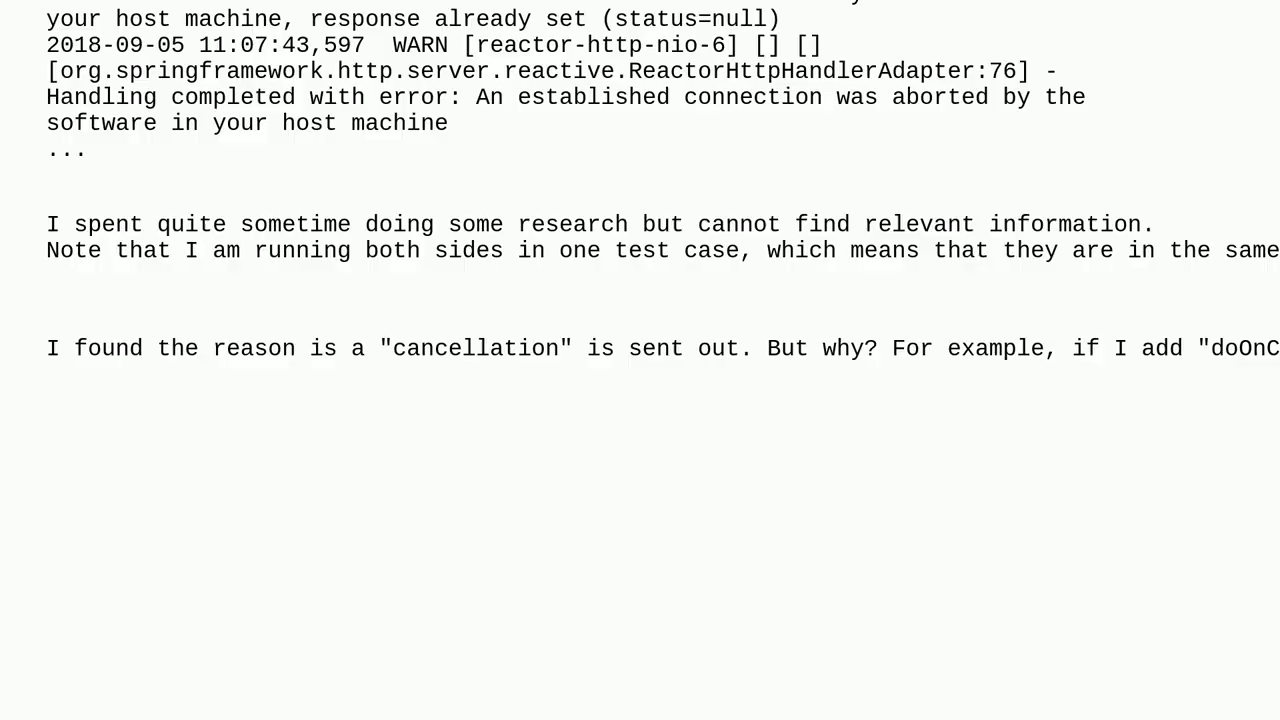 your host machine, response already set (status=null)
2018-09-05 11:07:43,597  WARN [reactor-http-nio-6] [] []
[org.springframework.http.server.reactive.ReactorHttpHandlerAdapter:76] -
Handling completed with error: An established connection was aborted by the
software in your host machine
...
I spent quite sometime doing some research but cannot find relevant information.
Note that I am running both sides in one test case, which means that they are in the same
I found the reason is a "cancellation" is sent out. But why? For example, if I add "doOnC